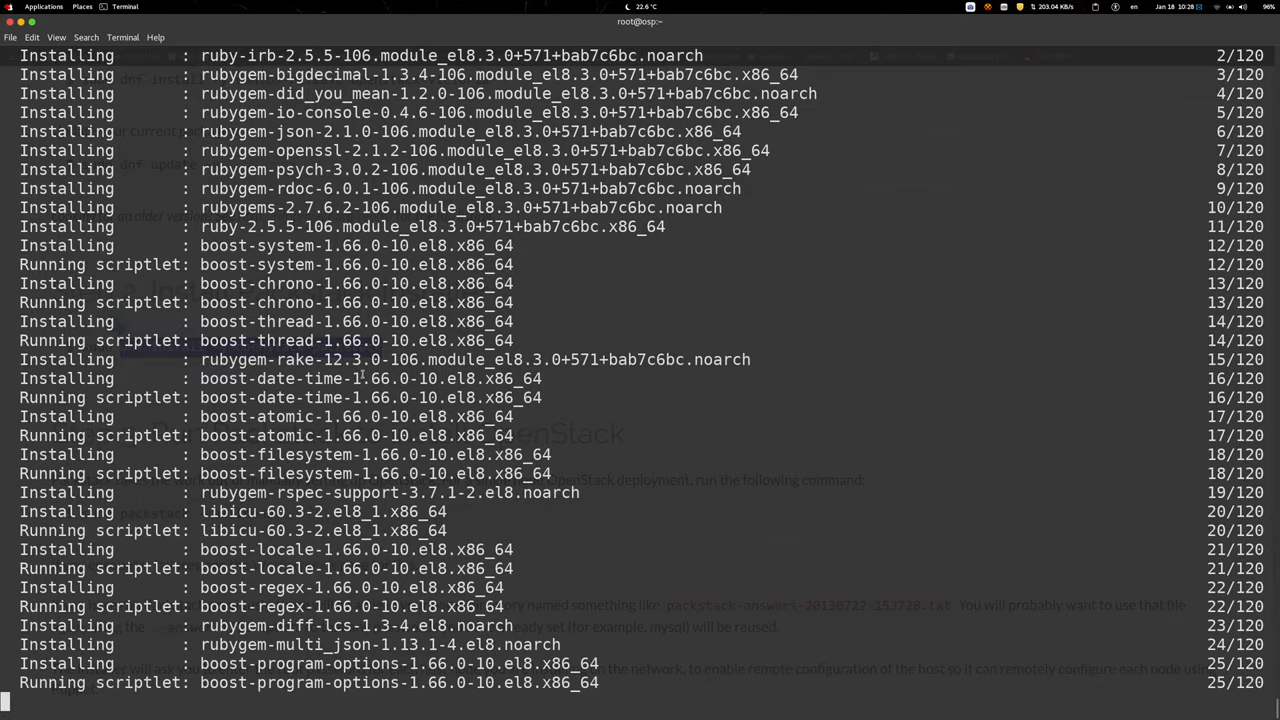 Applications Places Terminal 22.6 °C 203.04 KB/s en Jan 18 10:28 96%
root@osp:~
File Edit View Search Terminal Help
Installing : ruby-irb-2.5.5-106.module_el8.3.0+571+bab7c6bc.noarch 2/120
Installing : rubygem-bigdecimal-1.3.4-106.module_el8.3.0+571+bab7c6bc.x86_64 3/120
Installing : rubygem-did_you_mean-1.2.0-106.module_el8.3.0+571+bab7c6bc.noarch 4/120
Installing : rubygem-io-console-0.4.6-106.module_el8.3.0+571+bab7c6bc.x86_64 5/120
Installing : rubygem-json-2.1.0-106.module_el8.3.0+571+bab7c6bc.x86_64 6/120
Installing : rubygem-openssl-2.1.2-106.module_el8.3.0+571+bab7c6bc.x86_64 7/120
Installing : rubygem-psych-3.0.2-106.module_el8.3.0+571+bab7c6bc.x86_64 8/120
Installing : rubygem-rdoc-6.0.1-106.module_el8.3.0+571+bab7c6bc.noarch 9/120
Installing : rubygems-2.7.6.2-106.module_el8.3.0+571+bab7c6bc.noarch 10/120
Installing : ruby-2.5.5-106.module_el8.3.0+571+bab7c6bc.x86_64 11/120
Installing : boost-system-1.66.0-10.el8.x86_64 12/120
Running scriptlet: boost-system-1.66.0-10.el8.x86_64 12/120
Installing : boost-chrono-1.66.0-10.el8.x86_64 13/120
Running scriptlet: boost-chrono-1.66.0-10.el8.x86_64 13/120
Installing : boost-thread-1.66.0-10.el8.x86_64 14/120
Running scriptlet: boost-thread-1.66.0-10.el8.x86_64 14/120
Installing : rubygem-rake-12.3.0-106.module_el8.3.0+571+bab7c6bc.noarch 15/120
Installing : boost-date-time-1.66.0-10.el8.x86_64 16/120
Running scriptlet: boost-date-time-1.66.0-10.el8.x86_64 16/120
Installing : boost-atomic-1.66.0-10.el8.x86_64 17/120
Running scriptlet: boost-atomic-1.66.0-10.el8.x86_64 17/120
Installing : boost-filesystem-1.66.0-10.el8.x86_64 18/120
Running scriptlet: boost-filesystem-1.66.0-10.el8.x86_64 18/120
Installing : rubygem-rspec-support-3.7.1-2.el8.noarch 19/120
Installing : libicu-60.3-2.el8_1.x86_64 20/120
Running scriptlet: libicu-60.3-2.el8_1.x86_64 20/120
Installing : boost-locale-1.66.0-10.el8.x86_64 21/120
Running scriptlet: boost-locale-1.66.0-10.el8.x86_64 21/120
Installing : boost-regex-1.66.0-10.el8.x86_64 22/120
Running scriptlet: boost-regex-1.66.0-10.el8.x86_64 22/120
Installing : rubygem-diff-lcs-1.3-4.el8.noarch 23/120
Installing : rubygem-multi_json-1.13.1-4.el8.noarch 24/120
Installing : boost-program-options-1.66.0-10.el8.x86_64 25/120
Running scriptlet: boost-program-options-1.66.0-10.el8.x86_64 25/120